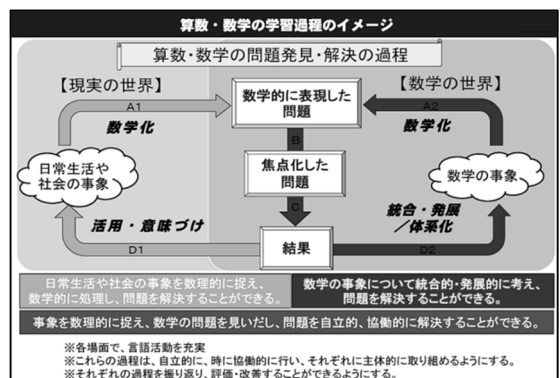 算数・数学の学習過程のイメージ
算数・数学の問題発見・解決の過程
【現実の世界】
【数学の世界】
A1
数学的に表現した
問題
A2
数学化
数学化
B
日常生活や
社会の事象
焦点化した
問題
数学の事象
C
活用・意味づけ
統合・発展
/体系化
結果
D1
D2
日常生活や社会の事象を数理的に捉え、
数学的に処理し、問題を解決することができる。
数学の事象について統合的・発展的に考え、
問題を解決することができる。
事象を数理的に捉え、数学の問題を見いだし、問題を自立的、協働的に解決することができる。
※各場面で、言語活動を充実
※これらの過程は、自立的に、時に協働的に行い、それぞれに主体的に取り組めるようにする。
※それぞれの過程を振り返り、評価・改善することができるようにする。